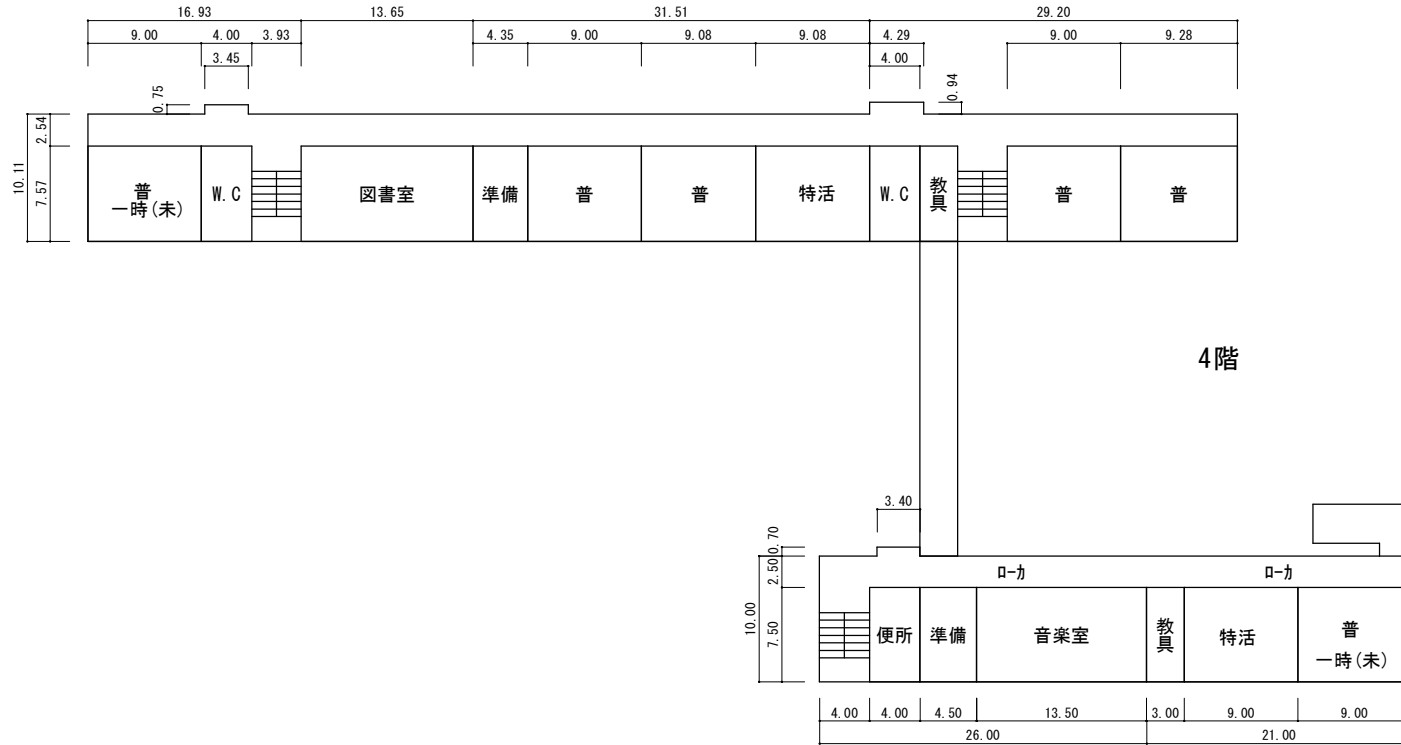 16.93 13.65 31.51 29.20
9.00 4.00 3.93 4.35 9.00 9.08 9.08 4.29 9.00 9.28
3.45 4.00
0.75 0.94
2.54
10.11
7.57
普
一時(未)
W.C
図書室
準備
普
普
特活
W.C
教具
普
普
4階
3.40
0.70
2.50
10.00
7.50
ﾛｰｶ ﾛｰｶ
便所
準備
音楽室
教具
特活
普
一時(未)
4.00 4.00 4.50 13.50 3.00 9.00 9.00
26.00 21.00